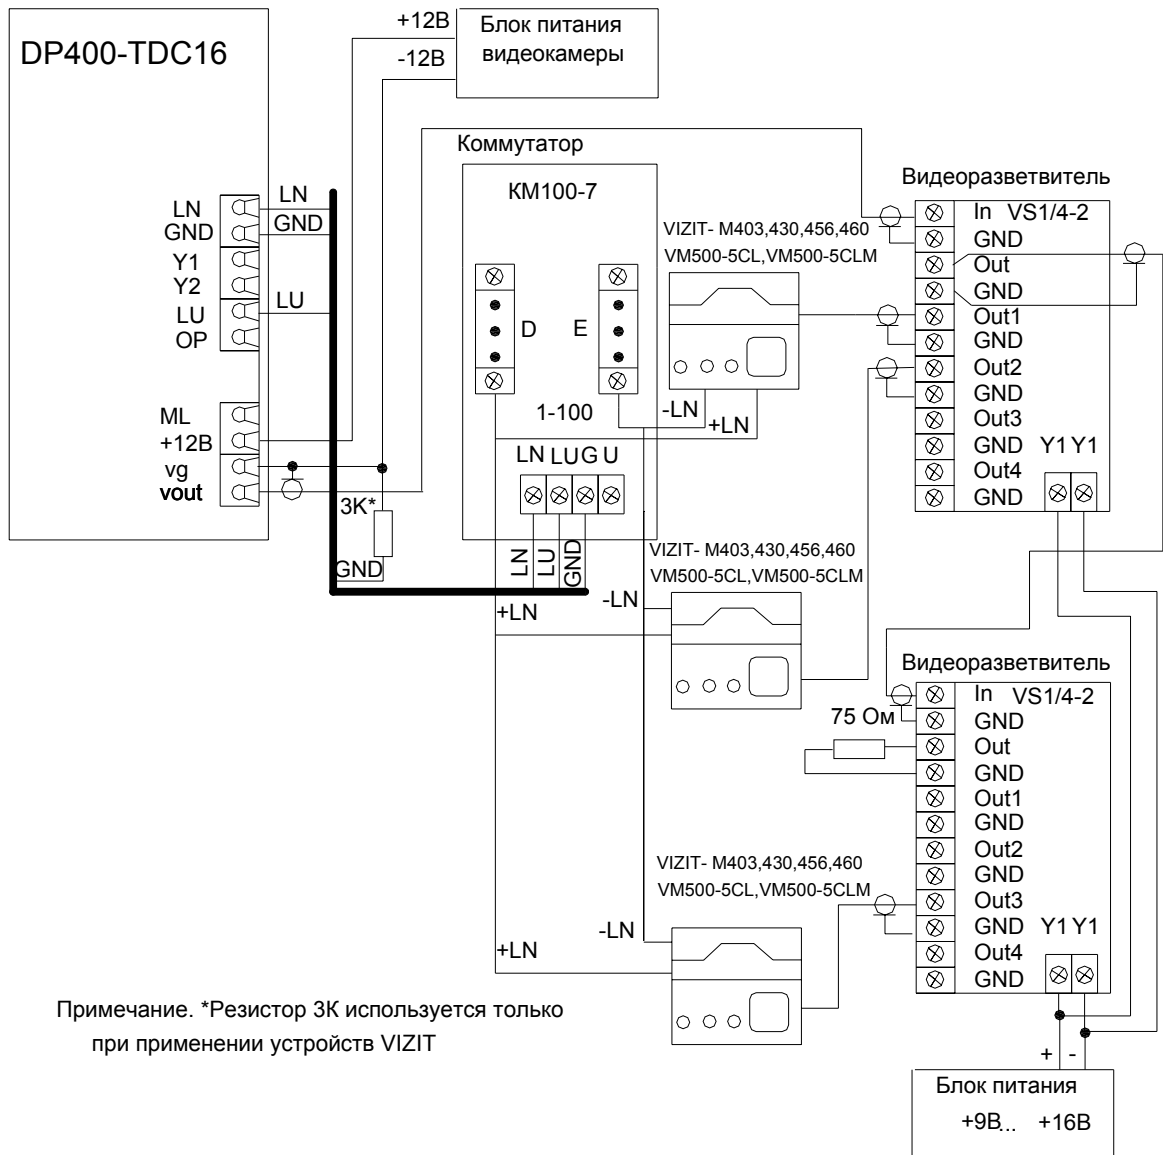 DP400-TDC16
+12В
-12В
Блок питания
видеокамеры
Коммутатор
КМ100-7
D
E
1-100
LN LU G U
LN
GND
Y1
Y2
LU
OP
ML
+12В
vg
vout
LN
GND
LU
3K*
GND
LN
LU
GND
VIZIT- M403,430,456,460
VM500-5CL,VM500-5CLM
-LN
+LN
Видеоразветвитель
In VS1/4-2
GND
Out
GND
Out1
GND
Out2
GND
Out3
GND Y1 Y1
Out4
GND
VIZIT- M403,430,456,460
VM500-5CL,VM500-5CLM
-LN
+LN
Видеоразветвитель
75 Ом
In VS1/4-2
GND
Out
GND
Out1
GND
Out2
GND
Out3
GND Y1 Y1
Out4
GND
VIZIT- M403,430,456,460
VM500-5CL,VM500-5CLM
-LN
+LN
Примечание. *Резистор 3К используется только
при применении устройств VIZIT
+ -
Блок питания
+9В... +16В